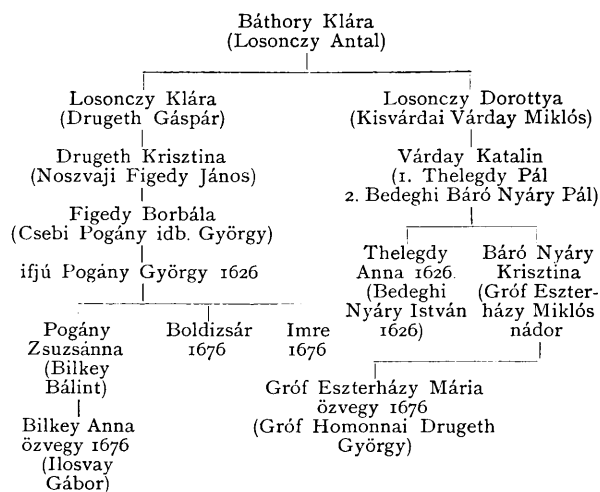 Báthory Klára
(Losonczy Antal)
Losonczy Klára
(Drugeth Gáspár)
Losonczy Dorottya
(Kisvárdai Várday Miklós)
Drugeth Krisztina
(Noszvaji Figedy János)
Várday Katalin
(1. Thelegdy Pál
2. Bedeghi Báró Nyáry Pál)
Figedy Borbála
(Csebi Pogány idb. György)
ifjú Pogány György 1626
Thelegdy
Anna 1626.
(Bedeghi
Nyáry István
1626)
Báró Nyáry
Krisztina
(Gróf Eszter-
házy Miklós
nádor
Pogány
Zsuzsánna
(Bilkey
Bálint)
Boldizsár
1676
Imre
1676
Gróf Eszterházy Mária
özvegy 1676
(Gróf Homonnai Drugeth
György)
Bilkey Anna
özvegy 1676
(Ilosvay
Gábor)